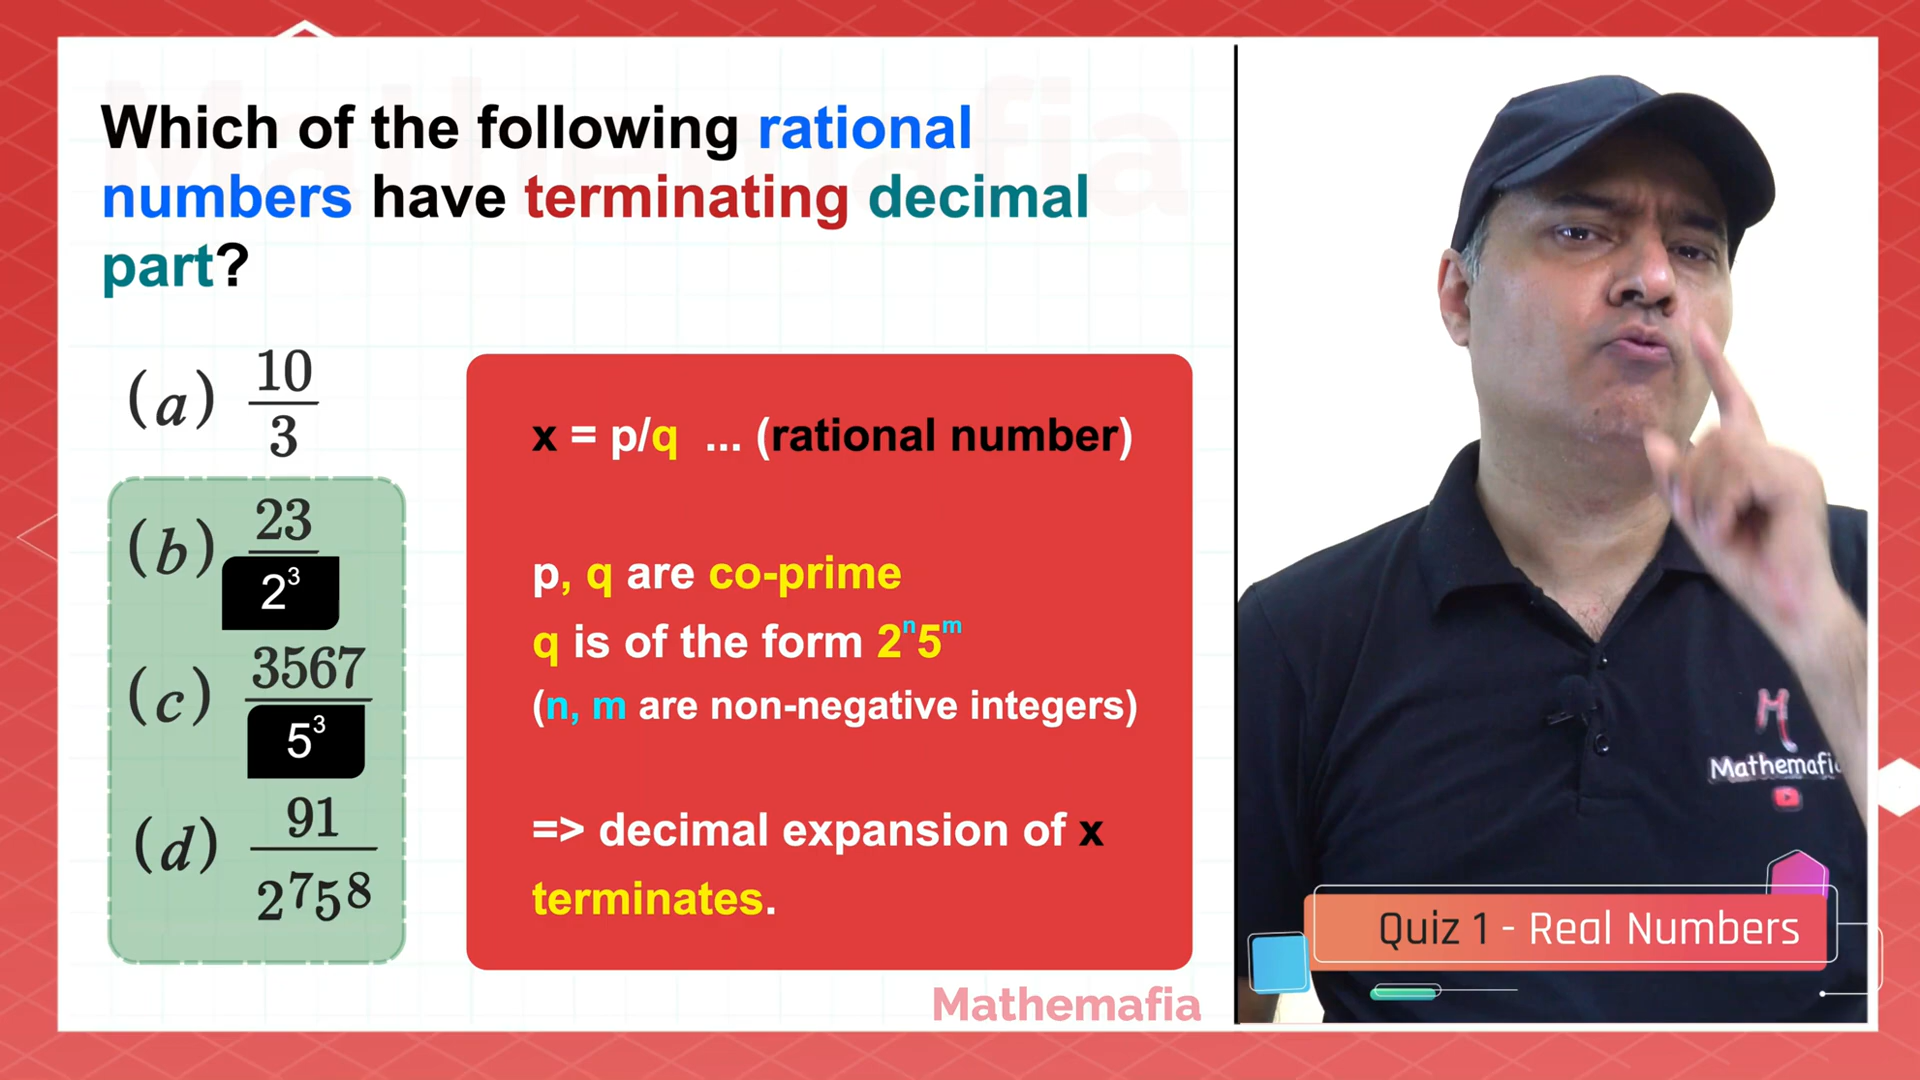 Which of the following rational
numbers have terminating decimal
part?
(a) 10/3
(b) 23/2³
(c) 3567/5³
(d) 91/2⁷5⁸
x = p/q ... (rational number)
p, q are co-prime
q is of the form 2ⁿ5ᵐ
(n, m are non-negative integers)
=> decimal expansion of x
terminates.
Mathemafia
Mathemafia
Quiz 1 - Real Numbers
Mathemafia